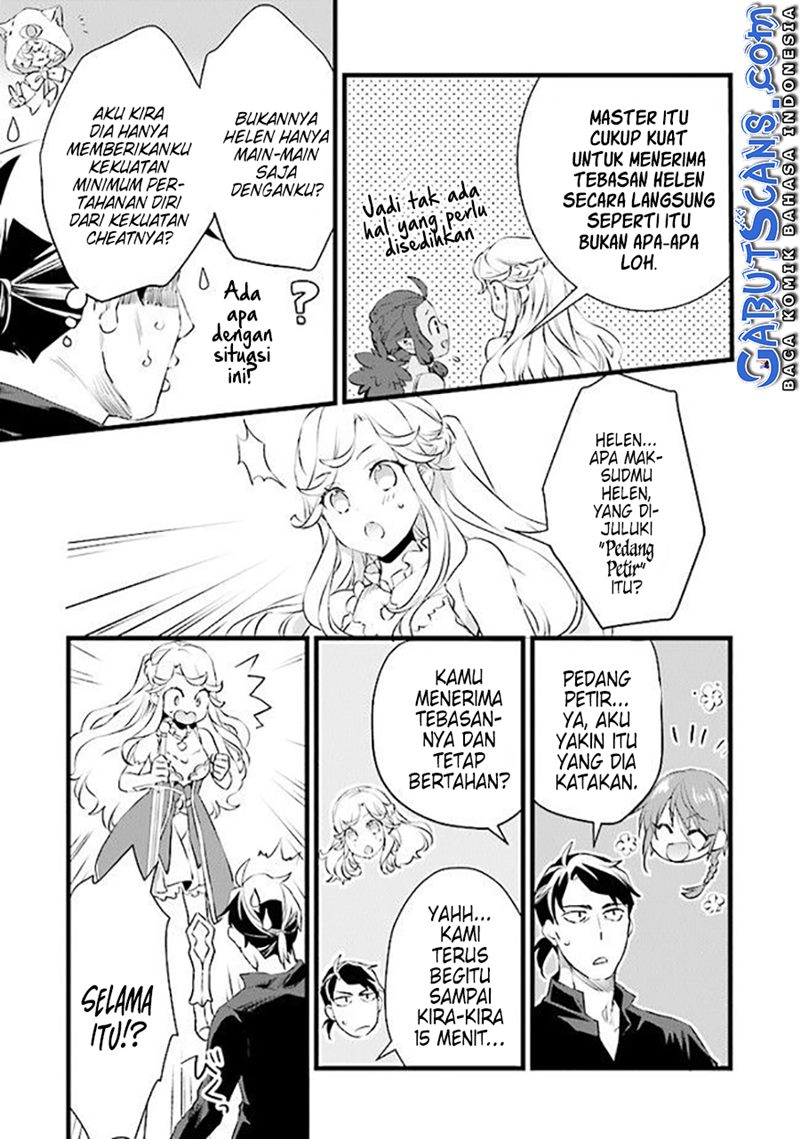 MASTER ITU
CUKUP KUAT
UNTUK MENERIMA
TEBASAN HELEN
SECARA LANGSUNG
SEPERTI ITU
BUKAN APA-APA
LOH.
Jadi tak ada
hal yang perlu
disedihkan
BUKANNYA
HELEN HANYA
MAIN-MAIN
SAJA
DENGANKU?
AKU KIRA
DIA HANYA
MEMBERIKANKU
KEKUATAN
MINIMUM PER-
TAHANAN DIRI
DARI KEKUATAN
CHEATNYA?
?
Ada
apa
dengan
situasi
ini!
HELEN...
APA MAK-
SUDMU
HELEN,
YANG DI-
JULUKI
"Pedang
Petir"
ITU?
PEDANG
PETIR...
YA, AKU
YAKIN ITU
YANG DIA
KATAKAN.
KAMU
MENERIMA
TEBASAN-
NYA DAN
TETAP
BERTAHAN?
YAHH...
KAMI
TERUS
BEGITU
SAMPAI
KIRA-KIRA
15 MENIT...
SELAMA
ITU!?
GABUTSCANS.COM
BACA KOMIK BAHASA INDONESIA